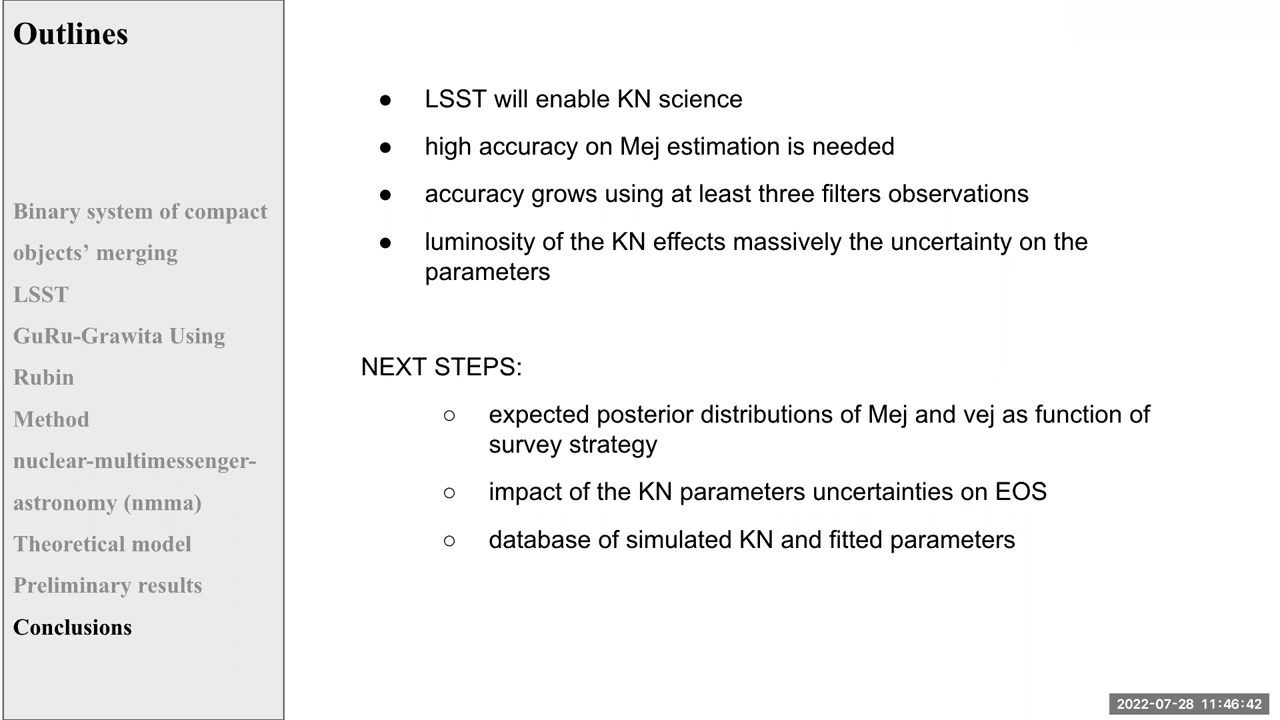 Outlines
Binary system of compact
objects’ merging
LSST
GuRu-Grawita Using
Rubin
Method
nuclear-multimessenger-
astronomy (nmma)
Theoretical model
Preliminary results
Conclusions
● LSST will enable KN science
● high accuracy on Mej estimation is needed
● accuracy grows using at least three filters observations
● luminosity of the KN effects massively the uncertainty on the
parameters
NEXT STEPS:
○ expected posterior distributions of Mej and vej as function of
survey strategy
○ impact of the KN parameters uncertainties on EOS
○ database of simulated KN and fitted parameters
2022-07-28 11:46:42